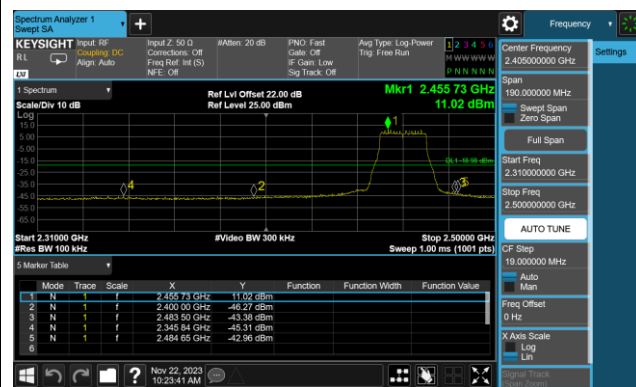 Spectrum Analyzer 1
Swept SA
Frequency
KEYSIGHT Input: RF
RL
Coupling: DC
Align: Auto
Input Z: 50 Ω
Corrections: Off
Freq Ref: Int (S)
NFE: Off
#Atten: 20 dB
PNO: Fast
Gate: Off
IF Gain: Low
Sig Track: Off
Avg Type: Log-Power
Trig: Free Run
1 2 3 4 5 6
M W W W W W
P N N N N N
LXI
Center Frequency
2.405000000 GHz
Settings
Span
190.000000 MHz
Swept Span
Zero Span
Full Span
Start Freq
2.310000000 GHz
Stop Freq
2.500000000 GHz
AUTO TUNE
CF Step
19.000000 MHz
Auto
Man
Freq Offset
0 Hz
X Axis Scale
Log
Lin
Signal Track
(Span Zoom)
1 Spectrum
Scale/Div 10 dB
Ref Lvl Offset 22.00 dB
Ref Level 25.00 dBm
Mkr1 2.455 73 GHz
11.02 dBm
Log
15.0
5.00
-5.00
-15.0
-25.0
-35.0
-45.0
-55.0
-65.0
1
DL1 -18.98 dBm
4
2
Start 2.31000 GHz
#Res BW 100 kHz
#Video BW 300 kHz
Stop 2.50000 GHz
Sweep 1.00 ms (1001 pts)
5 Marker Table
Mode Trace Scale X Y Function Function Width Function Value
1 N 1 f 2.455 73 GHz 11.02 dBm
2 N 1 f 2.400 00 GHz -46.27 dBm
3 N 1 f 2.483 50 GHz -43.38 dBm
4 N 1 f 2.345 84 GHz -45.31 dBm
5 N 1 f 2.484 65 GHz -42.96 dBm
6
Nov 22, 2023
10:23:41 AM